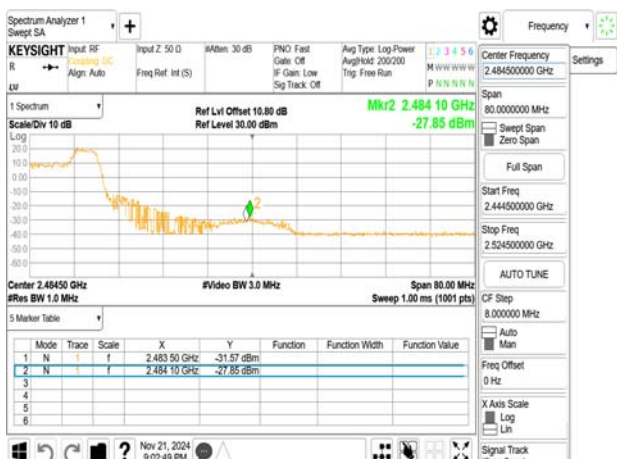 Spectrum Analyzer 1
Swept SA
+
Frequency
KEYSIGHT
R
Input: RF
Coupling: DC
Align: Auto
Input Z: 50 Ω
Freq Ref: Int (S)
#Atten: 30 dB
PNO: Fast
Gate: Off
IF Gain: Low
Sig Track: Off
Avg Type: Log-Power
Avg|Hold: 200/200
Trig: Free Run
1 2 3 4 5 6
M W W W W W
P N N N N N
1 Spectrum
Scale/Div 10 dB
Ref Lvl Offset 10.80 dB
Ref Level 30.00 dBm
Mkr2 2.484 10 GHz
-27.85 dBm
Log
20.0
10.0
0.00
-10.0
-20.0
-30.0
-40.0
-50.0
-60.0
2
Center 2.48450 GHz
#Res BW 1.0 MHz
#Video BW 3.0 MHz
Span 80.00 MHz
Sweep 1.00 ms (1001 pts)
5 Marker Table
Mode Trace Scale X Y Function Function Width Function Value
1 N 1 f 2.483 50 GHz -31.57 dBm
2 N 1 f 2.484 10 GHz -27.85 dBm
3
4
5
6
? Nov 21, 2024
9:02:49 PM
Center Frequency
2.484500000 GHz
Settings
Span
80.0000000 MHz
Swept Span
Zero Span
Full Span
Start Freq
2.444500000 GHz
Stop Freq
2.524500000 GHz
AUTO TUNE
CF Step
8.000000 MHz
Auto
Man
Freq Offset
0 Hz
X Axis Scale
Log
Lin
Signal Track